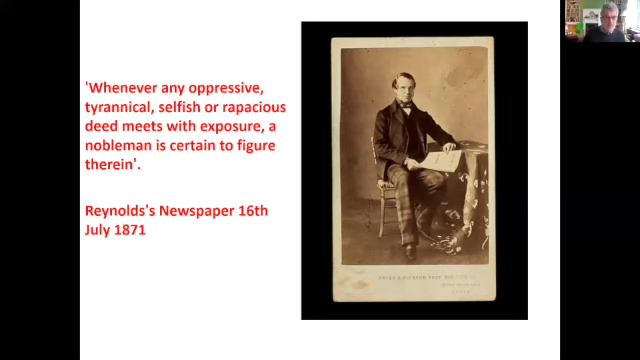 'Whenever any oppressive,
tyrannical, selfish or rapacious
deed meets with exposure, a
nobleman is certain to figure
therein'.
Reynolds's Newspaper 16th
July 1871